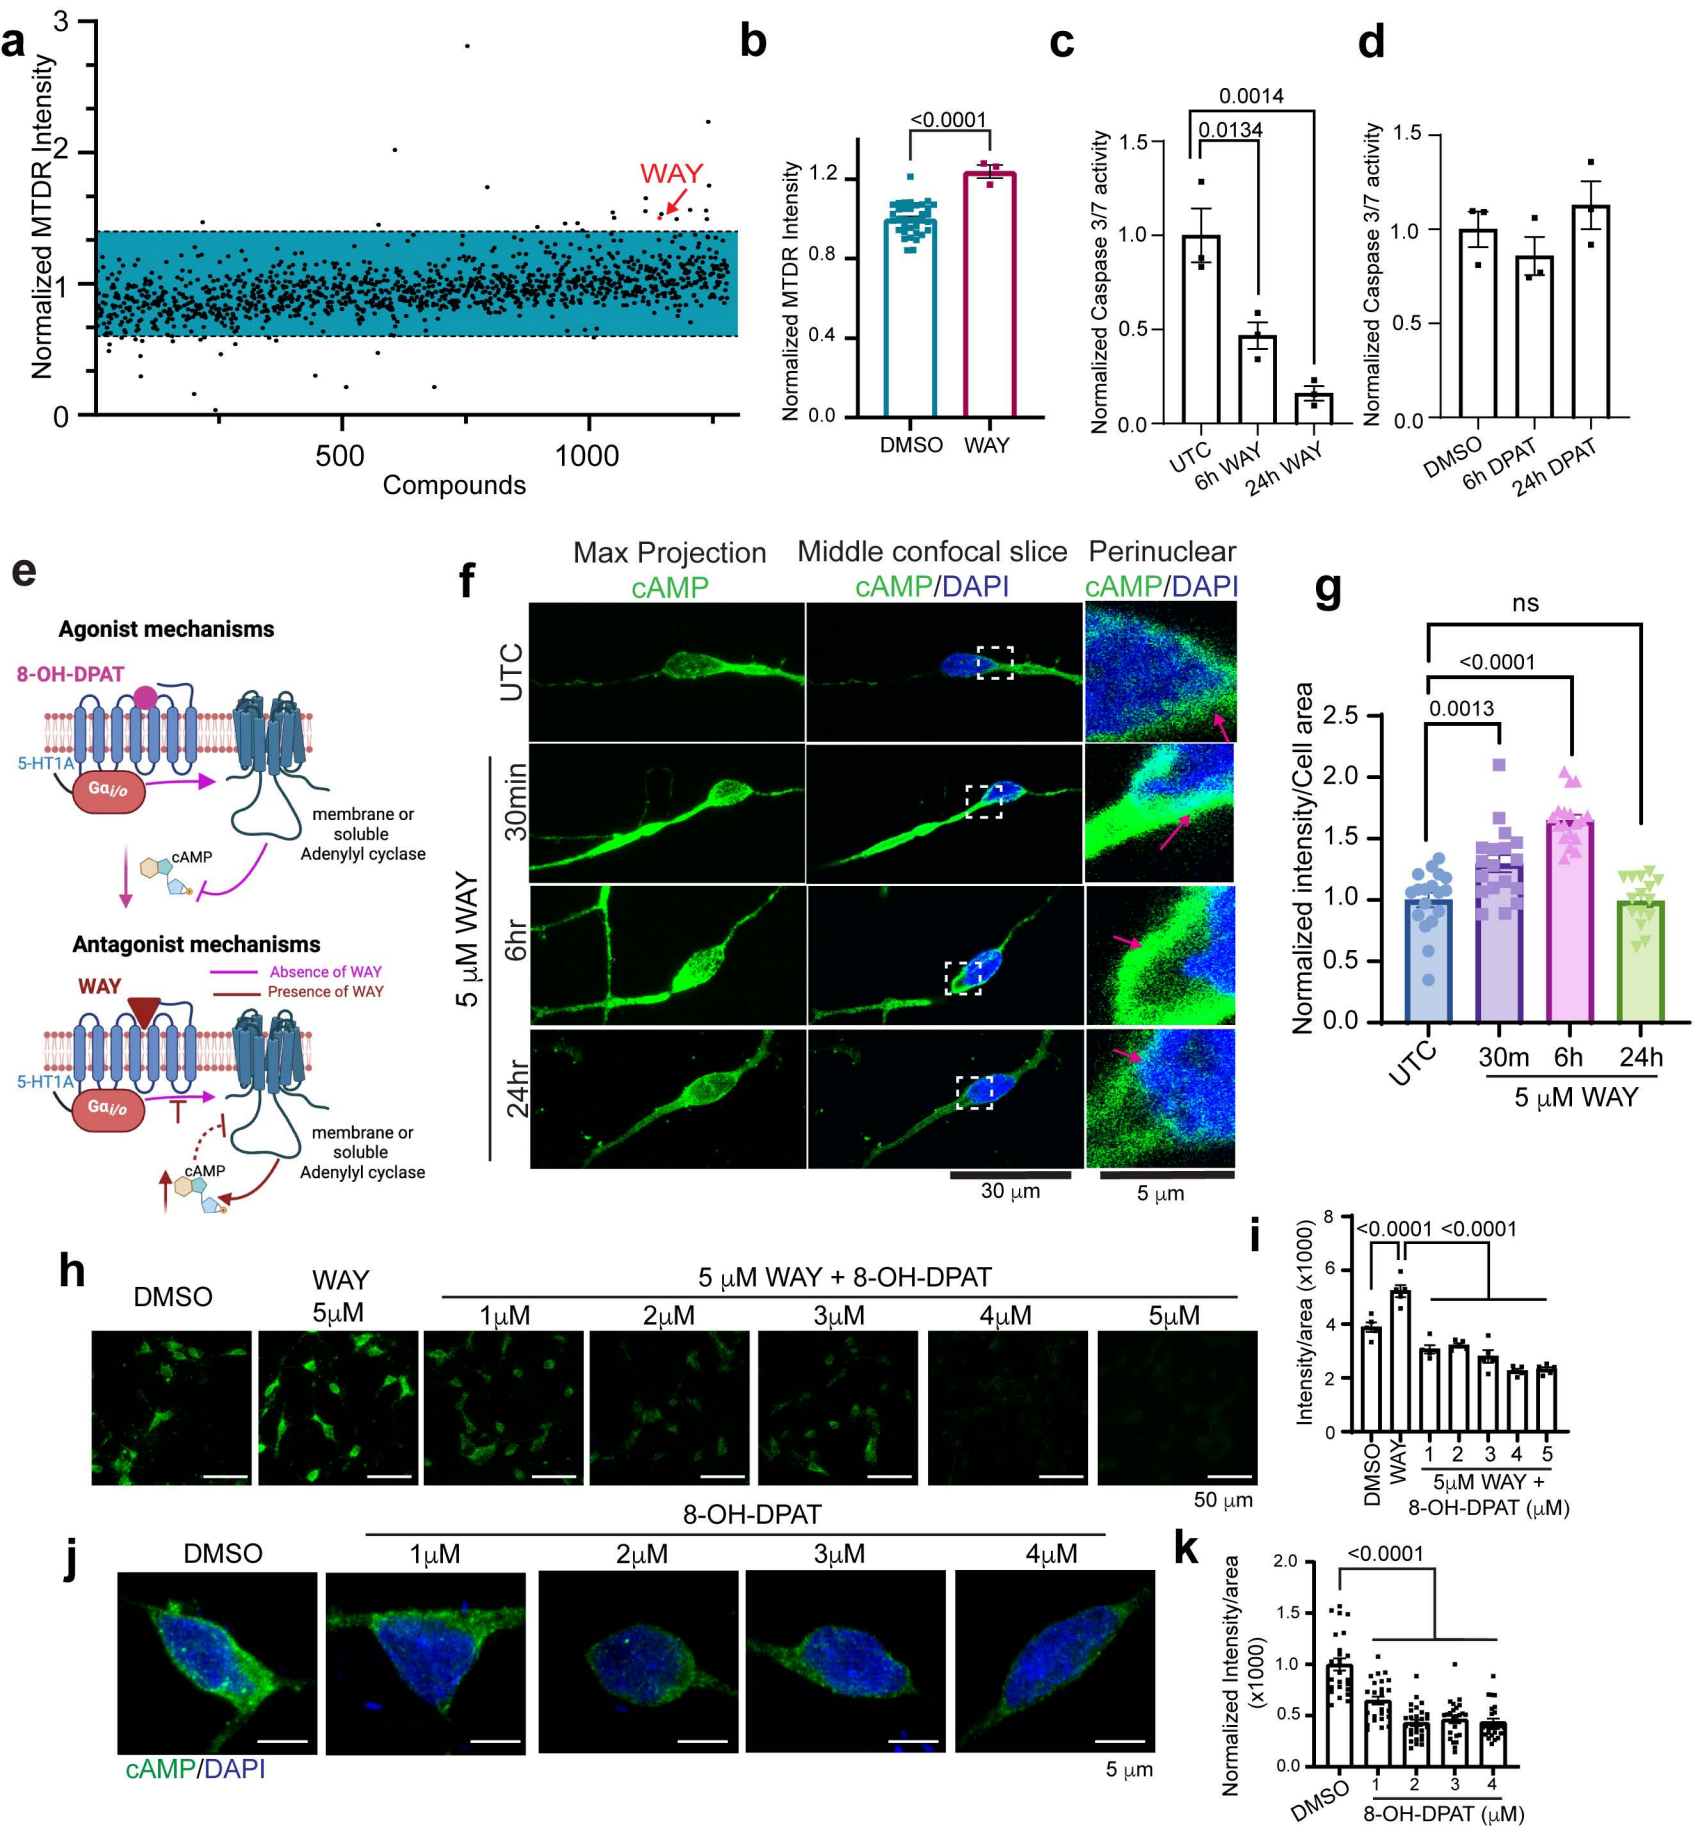 a
Normalized MTDR Intensity
3
2
1
0
WAY
500
1000
Compounds
b
Normalized MTDR Intensity
<0.0001
1.2
0.8
0.4
0.0
DMSO
WAY
c
Normalized Caspase 3/7 activity
0.0014
0.0134
1.5
1.0
0.5
0.0
UTC
6h WAY
24h WAY
d
Normalized Caspase 3/7 activity
1.5
1.0
0.5
0.0
DMSO
6h DPAT
24h DPAT
e
Agonist mechanisms
8-OH-DPAT
5-HT1A
Gαi/o
membrane or
soluble
Adenylyl cyclase
cAMP
Antagonist mechanisms
WAY
Absence of WAY
Presence of WAY
5-HT1A
Gαi/o
membrane or
soluble
Adenylyl cyclase
cAMP
f
Max Projection
cAMP
Middle confocal slice
cAMP/DAPI
Perinuclear
cAMP/DAPI
UTC
30min
6hr
24hr
5 μM WAY
30 μm
5 μm
g
Normalized intensity/Cell area
ns
<0.0001
0.0013
2.5
2.0
1.5
1.0
0.5
0.0
UTC
30m
6h
24h
5 μM WAY
h
DMSO
WAY
5μM
5 μM WAY + 8-OH-DPAT
1μM
2μM
3μM
4μM
5μM
50 μm
i
Intensity/area (x1000)
<0.0001
<0.0001
8
6
4
2
0
DMSO
WAY
1
2
3
4
5
5μM WAY +
8-OH-DPAT (μM)
j
8-OH-DPAT
DMSO
1μM
2μM
3μM
4μM
cAMP/DAPI
5 μm
k
Normalized Intensity/area
(x1000)
<0.0001
2.0
1.5
1.0
0.5
0.0
DMSO
1
2
3
4
8-OH-DPAT (μM)